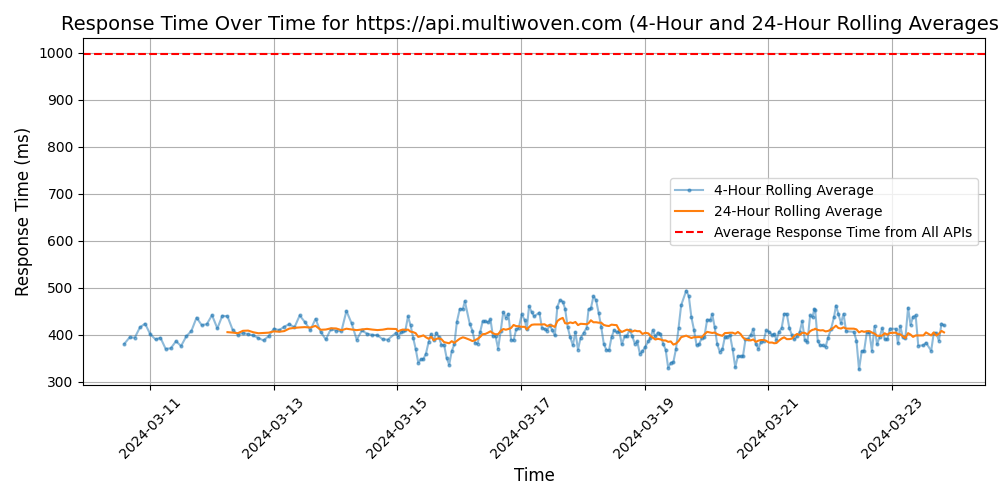 Response Time Over Time for https://api.multiwoven.com (4-Hour and 24-Hour Rolling Averages
1000
900
800
700
600
500
400
300
Response Time (ms)
4-Hour Rolling Average
24-Hour Rolling Average
Average Response Time from All APIs
2024-03-11
2024-03-13
2024-03-15
2024-03-17
2024-03-19
2024-03-21
2024-03-23
Time